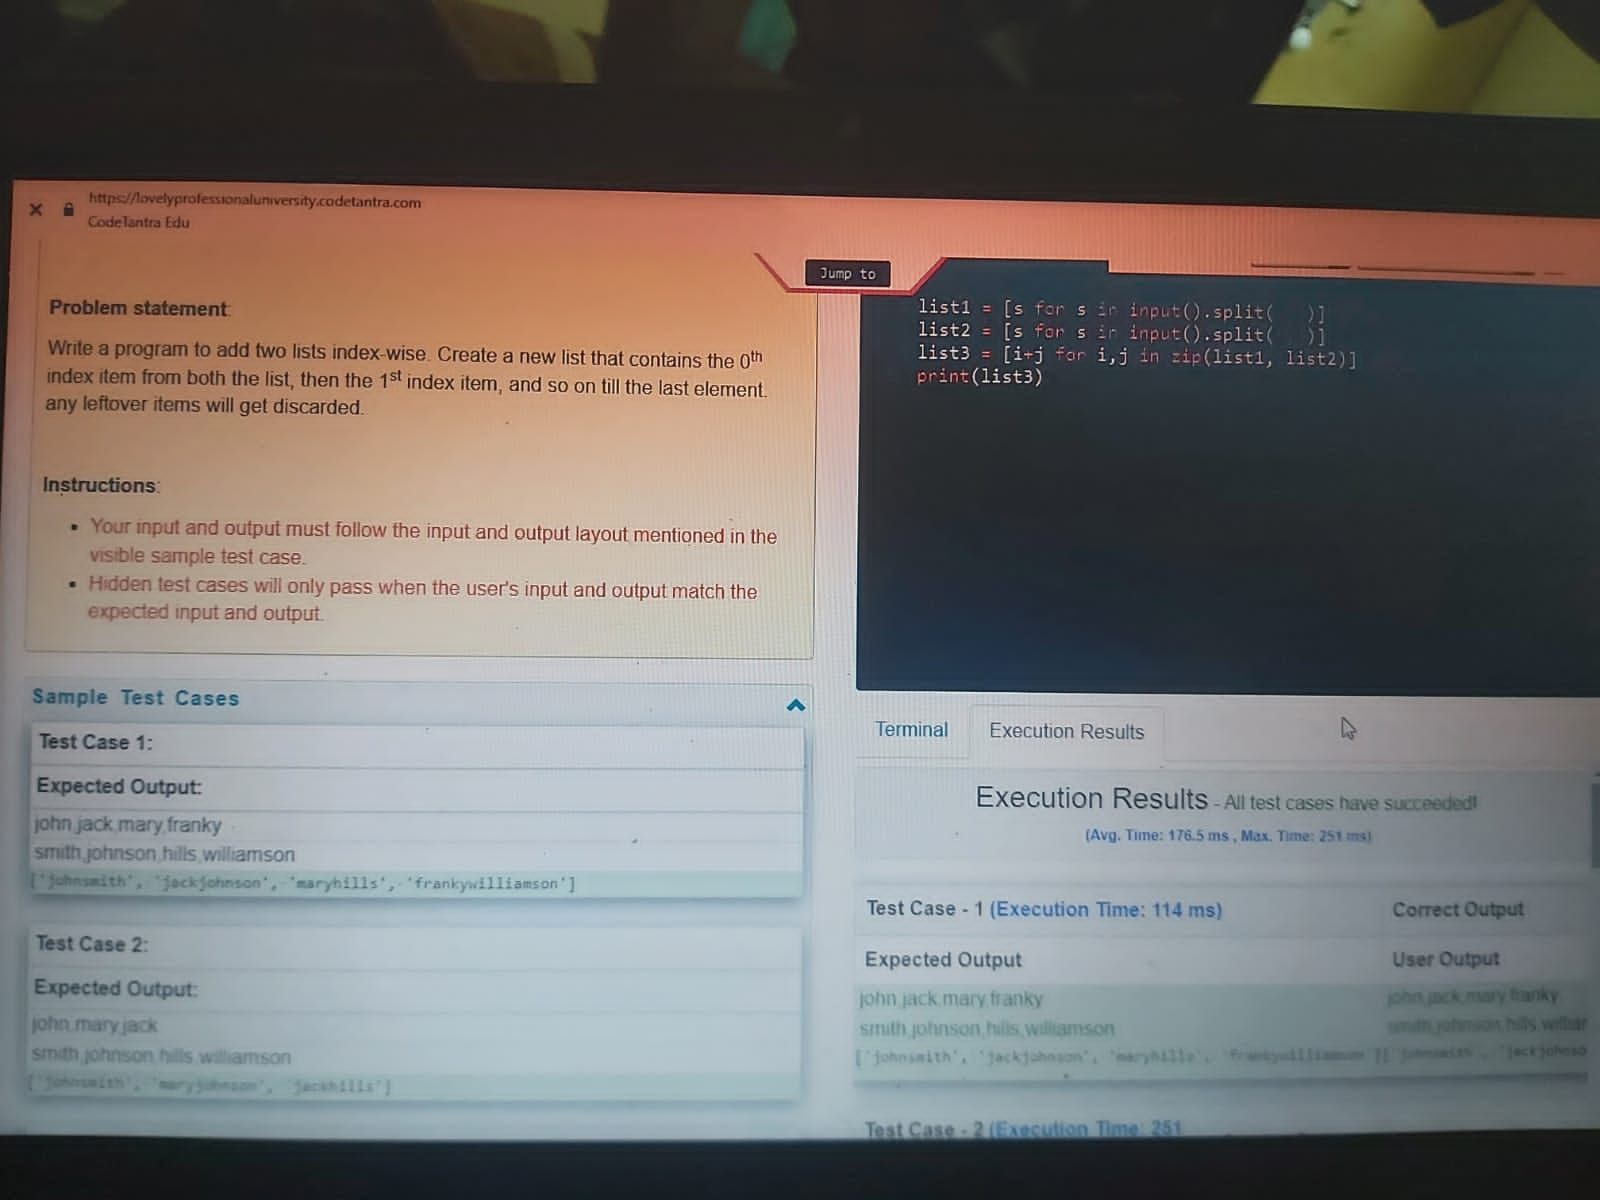 https://lovelyprofessionaluniversity.codetantra.com
CodeTantra Edu
Jump to
Problem statement:
Write a program to add two lists index-wise. Create a new list that contains the 0th
index item from both the list, then the 1st index item, and so on till the last element.
any leftover items will get discarded.
Instructions:
Your input and output must follow the input and output layout mentioned in the
visible sample test case.
Hidden test cases will only pass when the user's input and output match the
expected input and output.
Sample Test Cases
Test Case 1:
Expected Output:
john,jack,mary,franky
smith,johnson,hills,williamson
['johnsmith', 'jackjohnson', 'maryhills', 'frankywilliamson']
Test Case 2:
Expected Output:
john,mary,jack
smith,johnson,hills,williamson
['johnsmith', 'maryjohnson', 'jackhills']
list1 = [s for s in input().split( )]
list2 = [s for s in input().split( )]
list3 = [i+j for i,j in zip(list1, list2)]
print(list3)
Terminal
Execution Results
Execution Results - All test cases have succeeded!
(Avg. Time: 176.5 ms , Max. Time: 251 ms)
Test Case - 1 (Execution Time: 114 ms)
Correct Output
Expected Output
User Output
john,jack,mary,franky
john,jack,mary,franky
smith,johnson,hills,williamson
smith,johnson,hills,williar
['johnsmith', 'jackjohnson', 'maryhills', 'frankywilliamson']
['johnsmith', 'jackjohnso
Test Case - 2 (Execution Time: 251